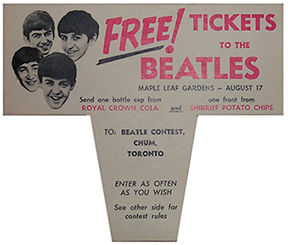 FREE! TICKETS
TO THE
BEATLES
MAPLE LEAF GARDENS - AUGUST 17
Send one bottle cap from and one front from
ROYAL CROWN COLA SHIRRIFF POTATO CHIPS
TO: BEATLE CONTEST,
CHUM,
TORONTO
ENTER AS OFTEN
AS YOU WISH
See other side for
contest rules